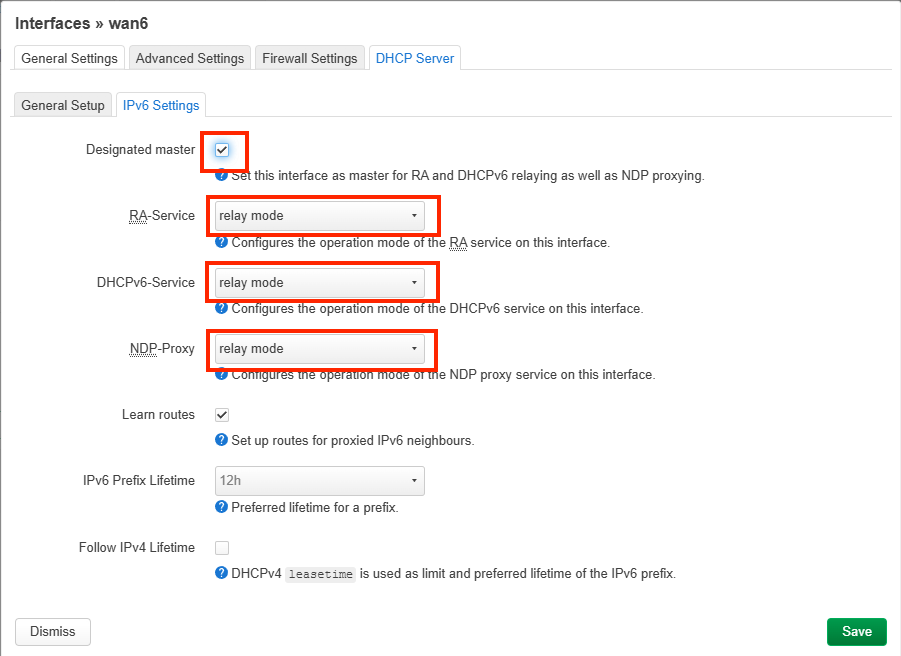 Interfaces » wan6
General Settings Advanced Settings Firewall Settings DHCP Server
General Setup IPv6 Settings
Designated master
Set this interface as master for RA and DHCPv6 relaying as well as NDP proxying.
RA-Service relay mode
Configures the operation mode of the RA service on this interface.
DHCPv6-Service relay mode
Configures the operation mode of the DHCPv6 service on this interface.
NDP-Proxy relay mode
Configures the operation mode of the NDP proxy service on this interface.
Learn routes
Set up routes for proxied IPv6 neighbours.
IPv6 Prefix Lifetime 12h
Preferred lifetime for a prefix.
Follow IPv4 Lifetime
DHCPv4 leasetime is used as limit and preferred lifetime of the IPv6 prefix.
Dismiss Save